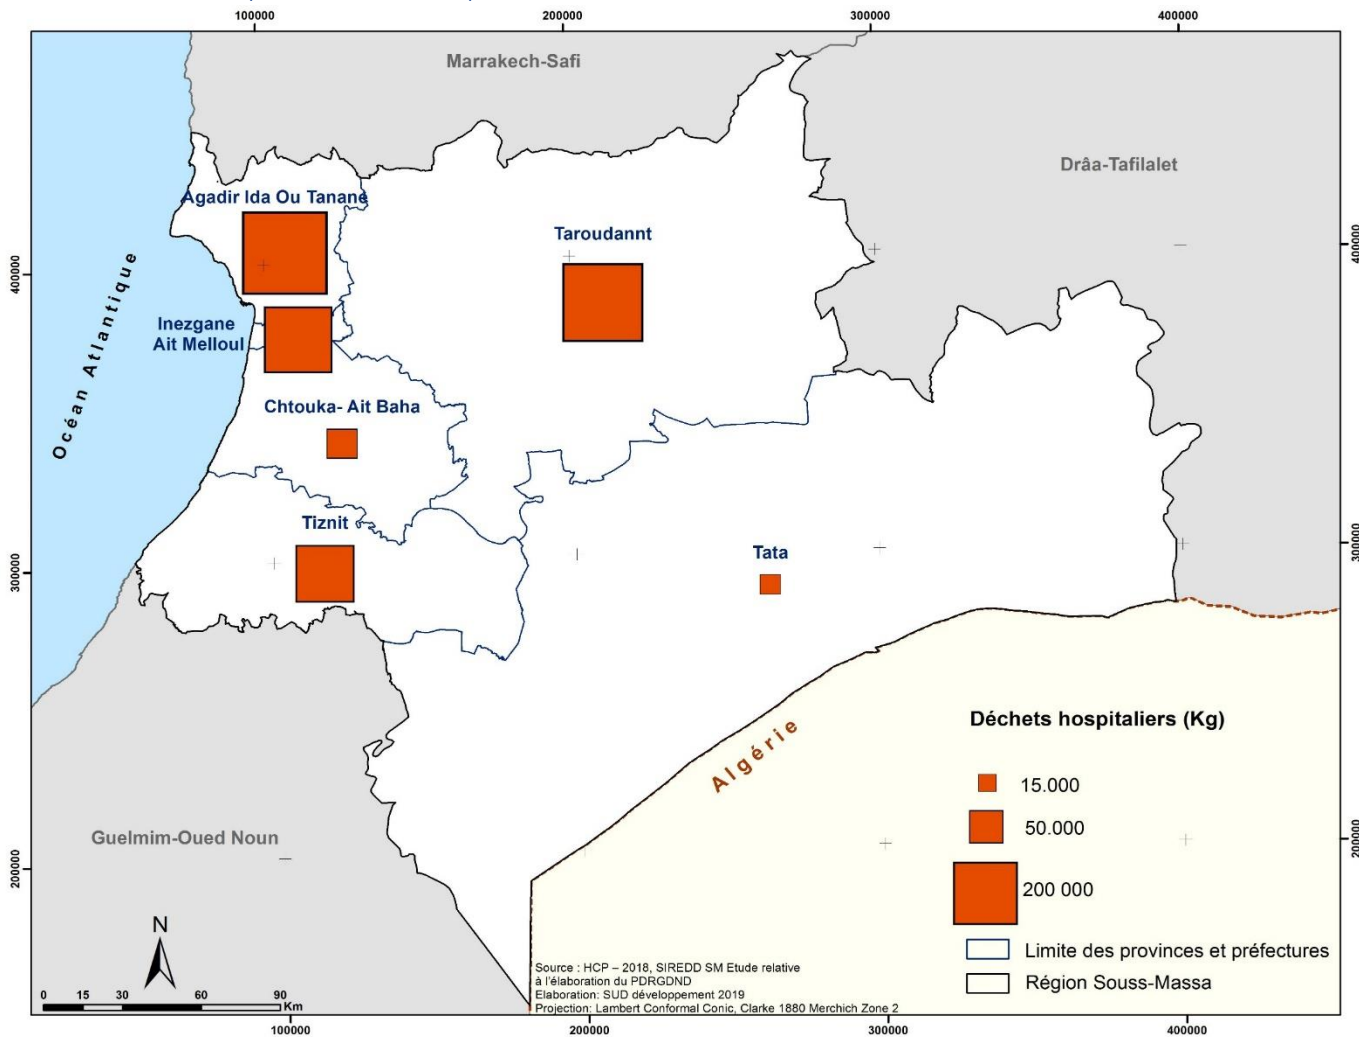 100000
200000
300000
400000
Marrakech-Safi
Drâa-Tafilalet
Agadir Ida Ou Tanane
Taroudannt
400000
400000
Océan Atlantique
Inezgane
Ait Melloul
Chtouka- Ait Baha
Tiznit
Tata
300000
300000
Déchets hospitaliers (Kg)
Algérie
15.000
50.000
200 000
Guelmim-Oued Noun
200000
200000
Limite des provinces et préfectures
Région Souss-Massa
N
0 15 30 60 90
Km
Source : HCP – 2018, SIREDD SM Etude relative
à l'élaboration du PDRGDND
Elaboration: SUD développement 2019
Projection: Lambert Conformal Conic, Clarke 1880 Merchich Zone 2
100000
200000
300000
400000